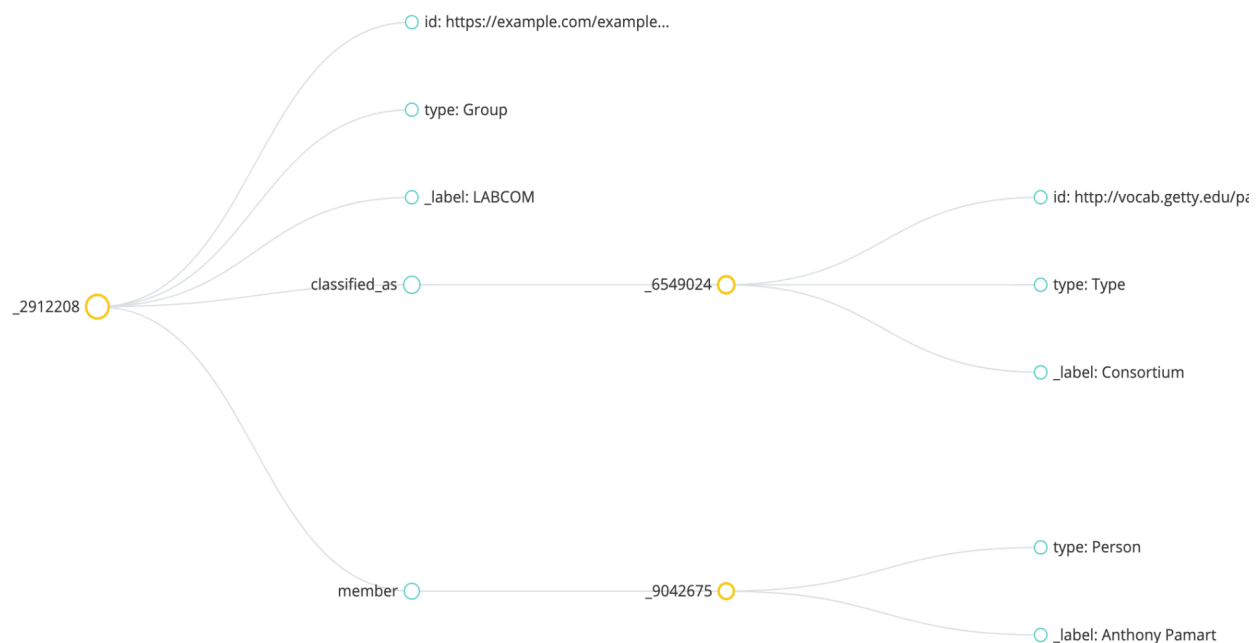 id: https://example.com/example...
type: Group
_label: LABCOM
id: http://vocab.getty.edu/pa
classified_as
_6549024
type: Type
_2912208
_label: Consortium
type: Person
member
_9042675
_label: Anthony Pamart